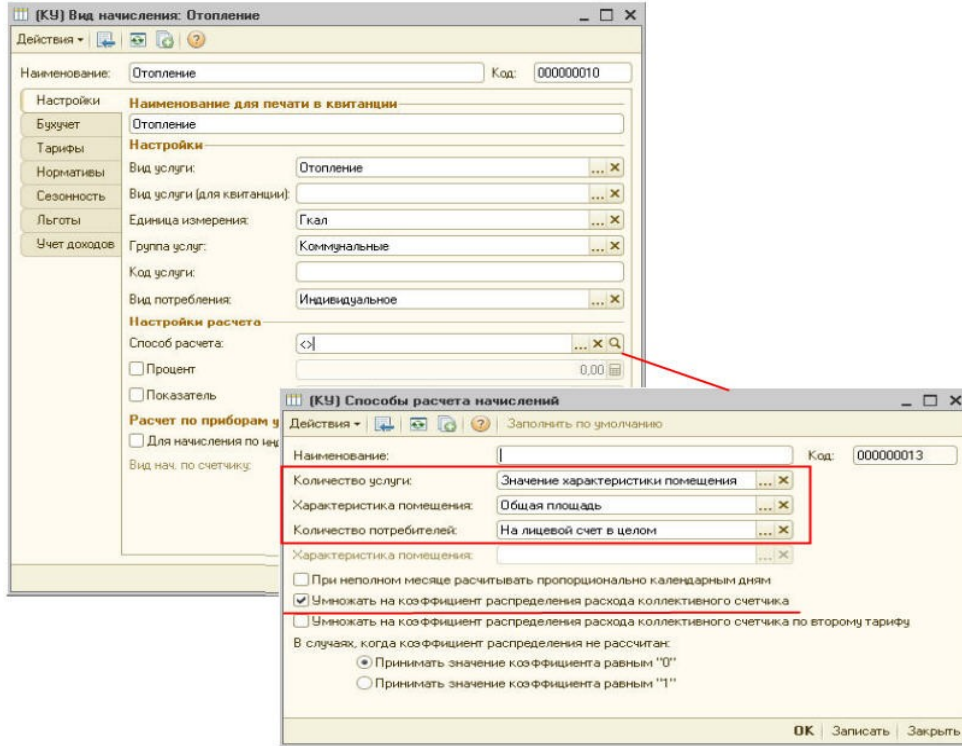 (КУ) Вид начисления: Отопление
Действия
Наименование: Отопление Код: 000000010
Настройки
Бухучет
Тарифы
Нормативы
Сезонность
Льготы
Учет доходов
Наименование для печати в квитанции
Отопление
Настройки
Вид услуги: Отопление ... ×
Вид услуги (для квитанции): ... ×
Единица измерения: Гкал ... ×
Группа услуг: Коммунальные ... ×
Код услуги:
Вид потребления: Индивидуальное ... ×
Настройки расчета
Способ расчета: <> ... ×
Процент 0,00
Показатель
Расчет по приборам
Для начисления по
Вид нач. по счетчику:
(КУ) Способы расчета начислений
Действия Заполнить по умолчанию
Наименование: Код: 000000013
Количество услуги: Значение характеристики помещения ... ×
Характеристика помещения: Общая площадь ... ×
Количество потребителей: На лицевой счет в целом ... ×
Характеристика помещения: ... ×
При неполном месяце расчитывать пропорционально календарным дням
Умножать на коэффициент распределения расхода коллективного счетчика
Умножать на коэффициент распределения расхода коллективного счетчика по второму тарифу
В случаях, когда коэффициент распределения не рассчитан:
Принимать значение коэффициента равным "0"
Принимать значение коэффициента равным "1"
OK Записать Закрыть